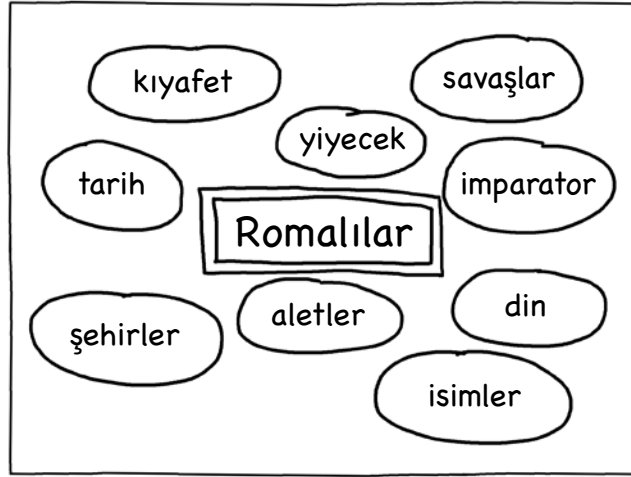 kıyafet
savaşlar
yiyecek
tarih
imparator
Romalılar
aletler
din
şehirler
isimler